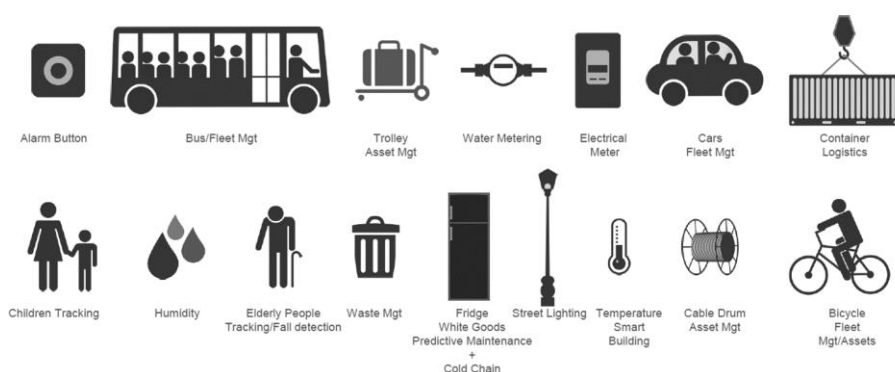 Alarm Button
Bus/Fleet Mgt
Trolley
Asset Mgt
Water Metering
Electrical
Meter
Cars
Fleet Mgt
Container
Logistics
Children Tracking
Humidity
Elderly People
Tracking/Fall detection
Waste Mgt
Fridge
White Goods
Predictive Maintenance
+
Cold Chain
Street Lighting
Temperature
Smart
Building
Cable Drum
Asset Mgt
Bicycle
Fleet
Mgt/Assets